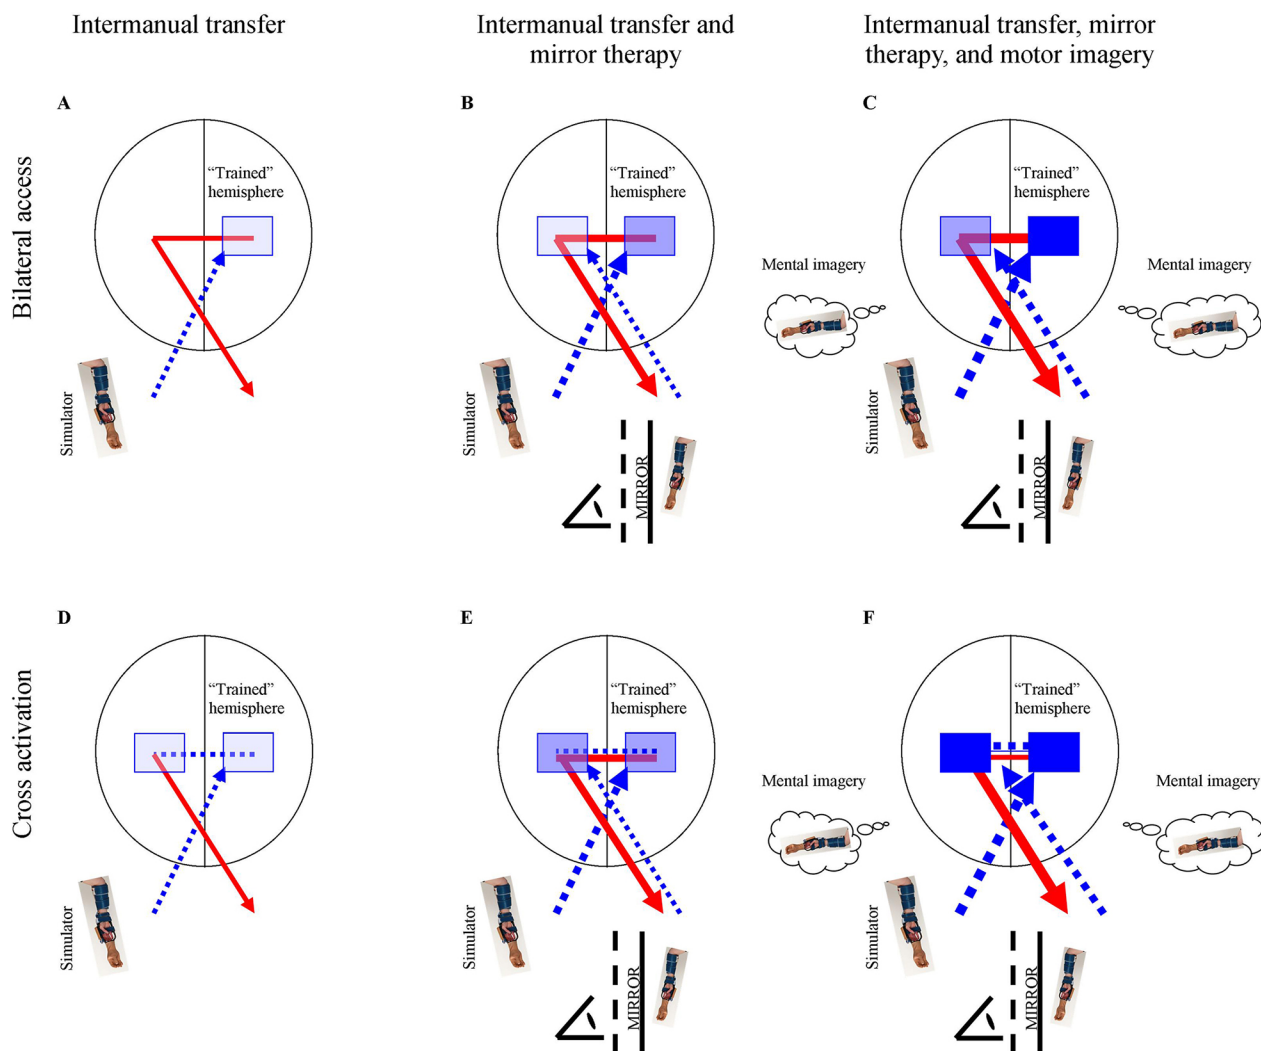 Intermanual transfer
Intermanual transfer and
mirror therapy
Intermanual transfer, mirror
therapy, and motor imagery
Bilateral access
A
“Trained”
hemisphere
Simulator
B
“Trained”
hemisphere
Simulator
MIRROR
C
“Trained”
hemisphere
Mental imagery
Mental imagery
Simulator
MIRROR
Cross activation
D
“Trained”
hemisphere
Simulator
E
“Trained”
hemisphere
Simulator
MIRROR
F
“Trained”
hemisphere
Mental imagery
Mental imagery
Simulator
MIRROR